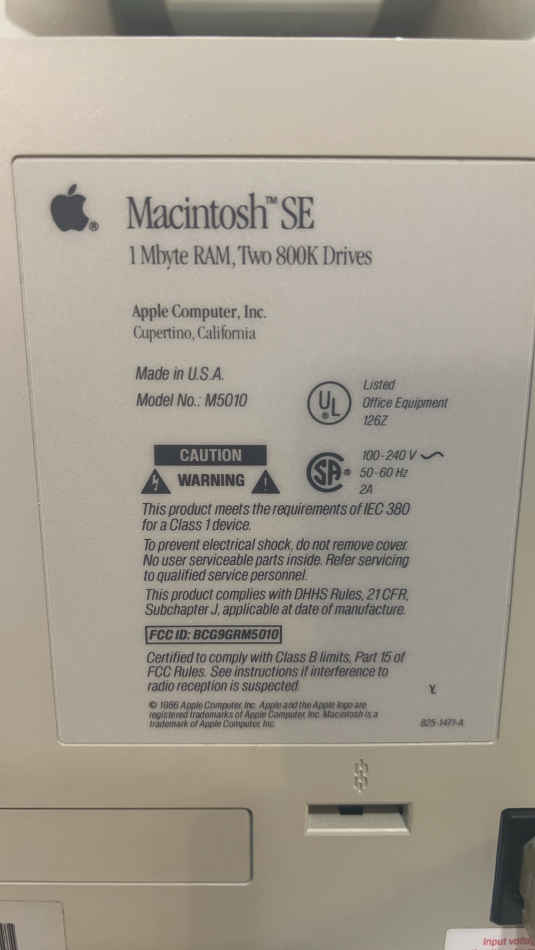 Macintosh™ SE
1 Mbyte RAM, Two 800K Drives
Apple Computer, Inc.
Cupertino, California
Made in U.S.A.
Model No.: M5010
UL
®
Listed
Office Equipment
126Z
CAUTION
WARNING
SA ®
100-240 V
50-60 Hz
2A
This product meets the requirements of IEC 380
for a Class 1 device.
To prevent electrical shock, do not remove cover.
No user serviceable parts inside. Refer servicing
to qualified service personnel.
This product complies with DHHS Rules, 21 CFR,
Subchapter J, applicable at date of manufacture.
FCC ID: BCG9GRM5010
Certified to comply with Class B limits, Part 15 of
FCC Rules. See instructions if interference to
radio reception is suspected.
© 1986 Apple Computer, Inc. Apple and the Apple logo are
registered trademarks of Apple Computer, Inc. Macintosh is a
trademark of Apple Computer, Inc.
825-1411-A
Input